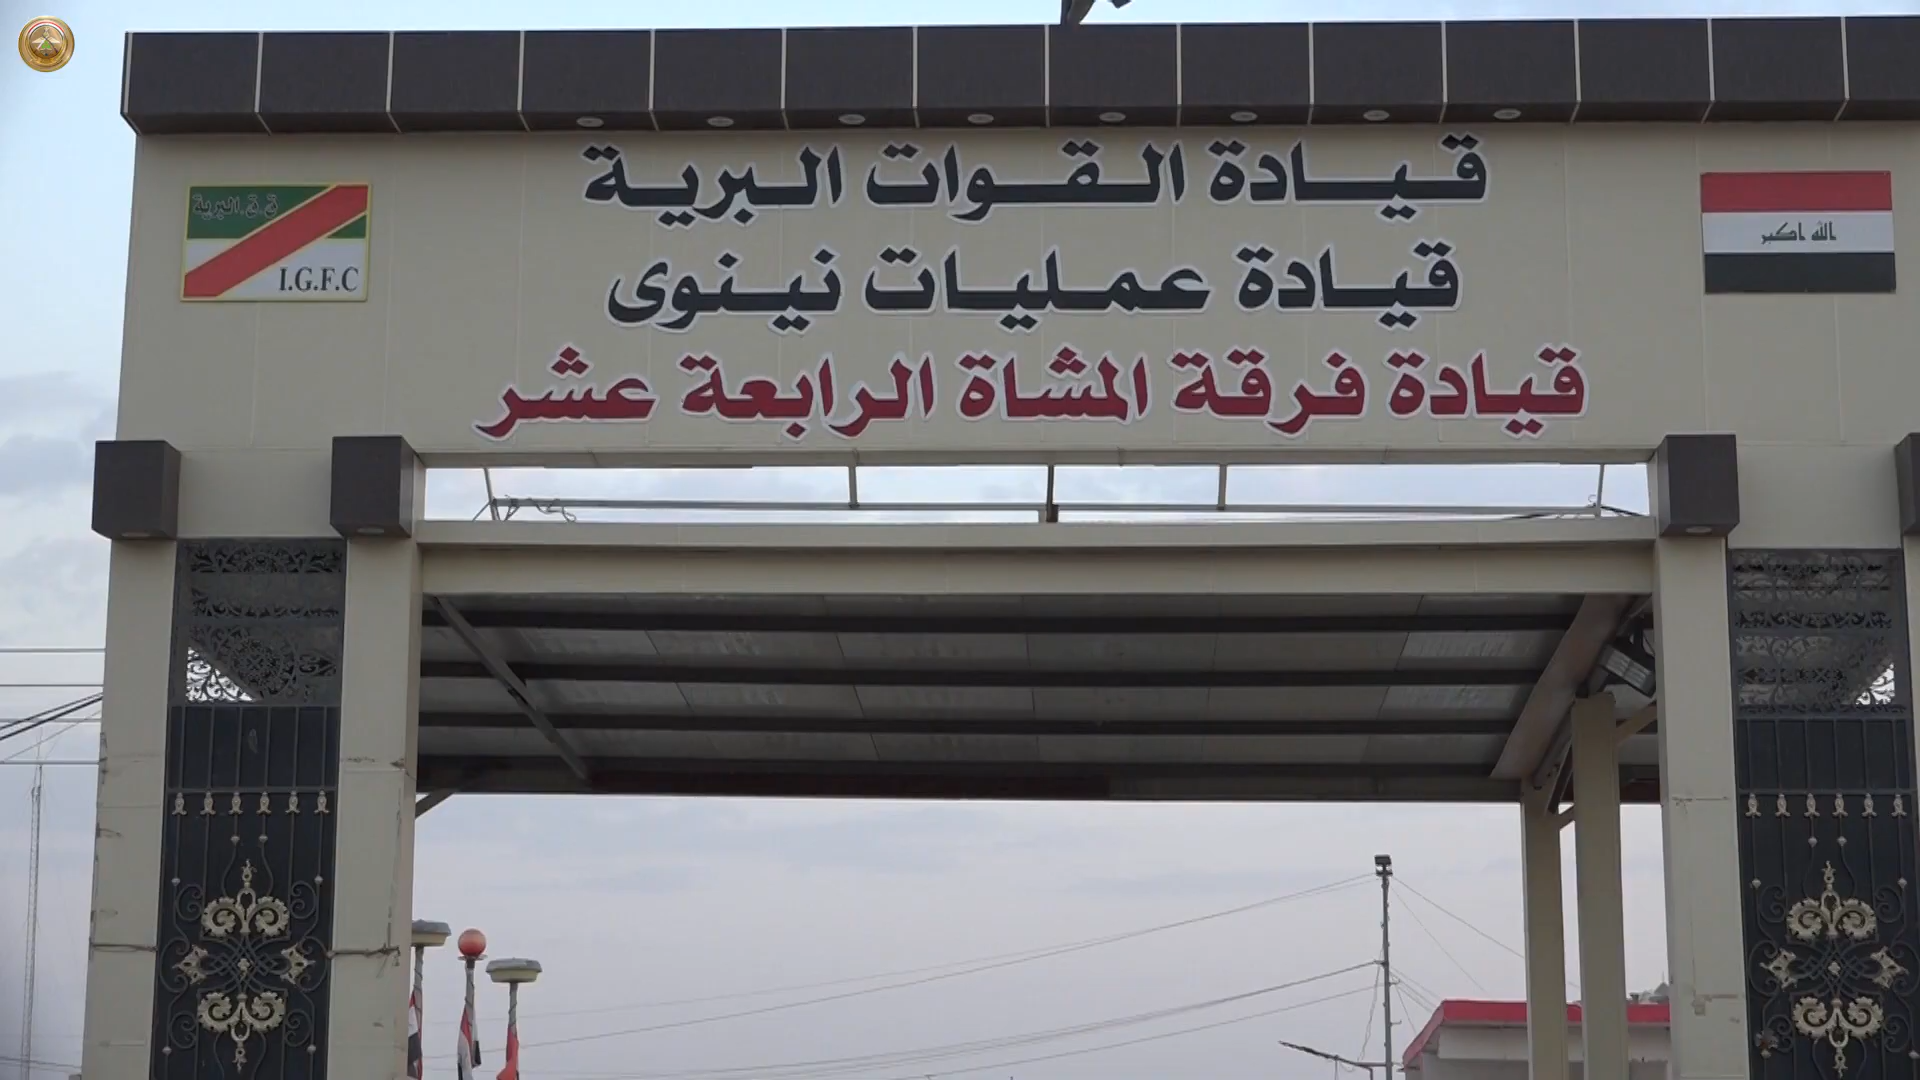 قيادة القوات البرية
قيادة عمليات نينوى
قيادة فرقة المشاة الرابعة عشر
ق.ق.البرية
I.G.F.C
الله اكبر